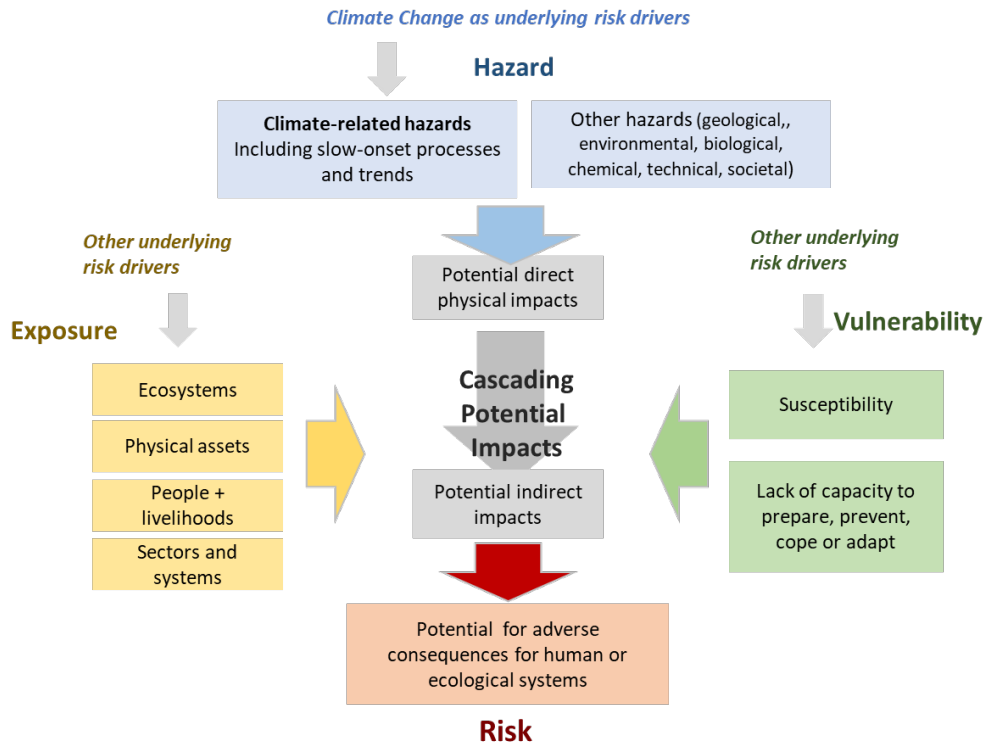 Climate Change as underlying risk drivers
Hazard
Climate-related hazards
Including slow-onset processes
and trends
Other hazards (geological,,
environmental, biological,
chemical, technical, societal)
Other underlying
risk drivers
Exposure
Ecosystems
Physical assets
People +
livelihoods
Sectors and
systems
Potential direct
physical impacts
Cascading
Potential
Impacts
Potential indirect
impacts
Other underlying
risk drivers
Vulnerability
Susceptibility
Lack of capacity to
prepare, prevent,
cope or adapt
Potential for adverse
consequences for human or
ecological systems
Risk